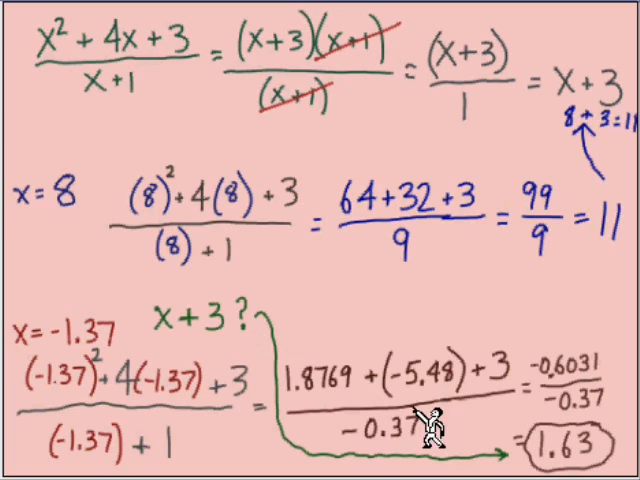 x² + 4x + 3 / x + 1 = (x+3)(x+1) / (x+1) = (x+3) / 1 = x + 3
8 + 3 = 11
x = 8 (8)² + 4(8) + 3 / (8) + 1 = 64 + 32 + 3 / 9 = 99 / 9 = 11
x + 3 ?
x = -1.37
(-1.37)² + 4(-1.37) + 3 / (-1.37) + 1 = 1.8769 + (-5.48) + 3 / -0.37 = -0.6031 / -0.37
= 1.63